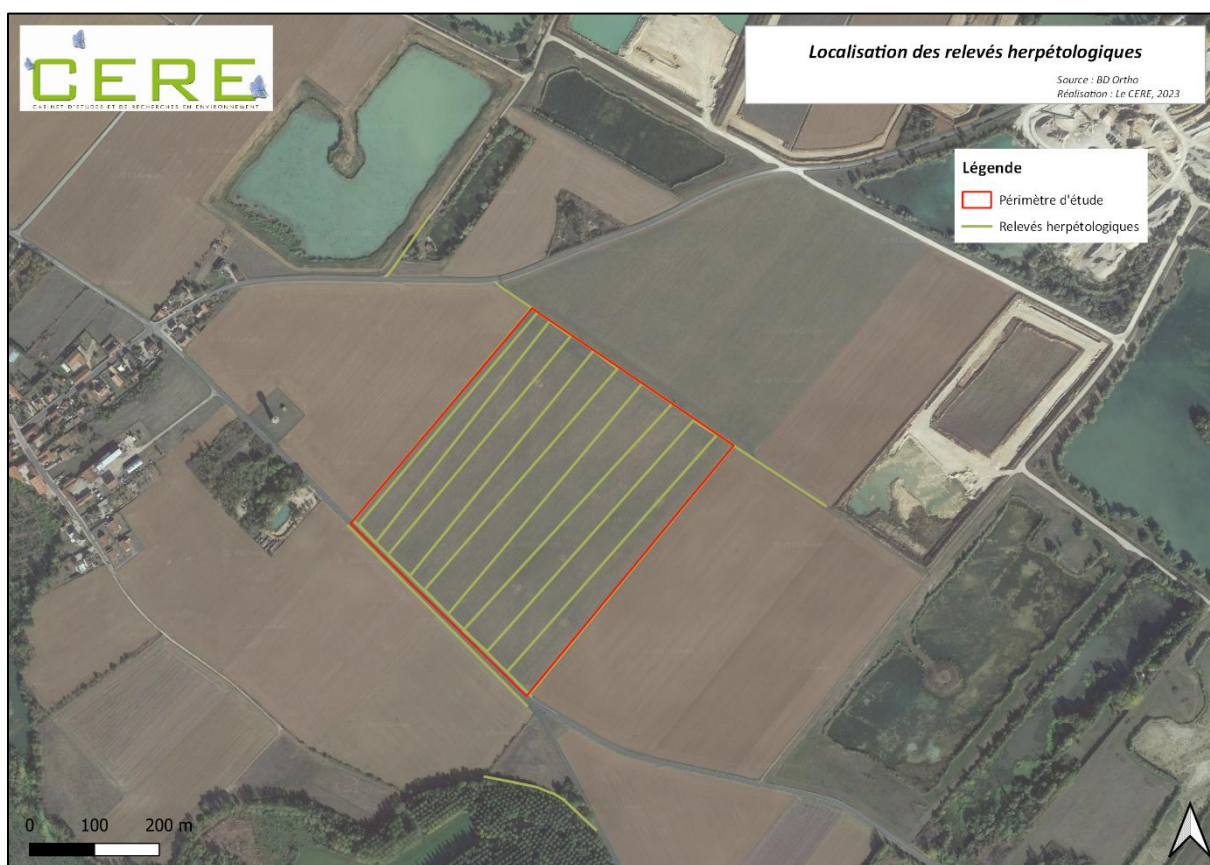 CERE
CABINET D'ETUDES ET DE RECHERCHES EN ENVIRONNEMENT
Localisation des relevés herpétologiques
Source : BD Ortho
Réalisation : Le CERE, 2023
Légende
Périmètre d'étude
Relevés herpétologiques
0 100 200 m